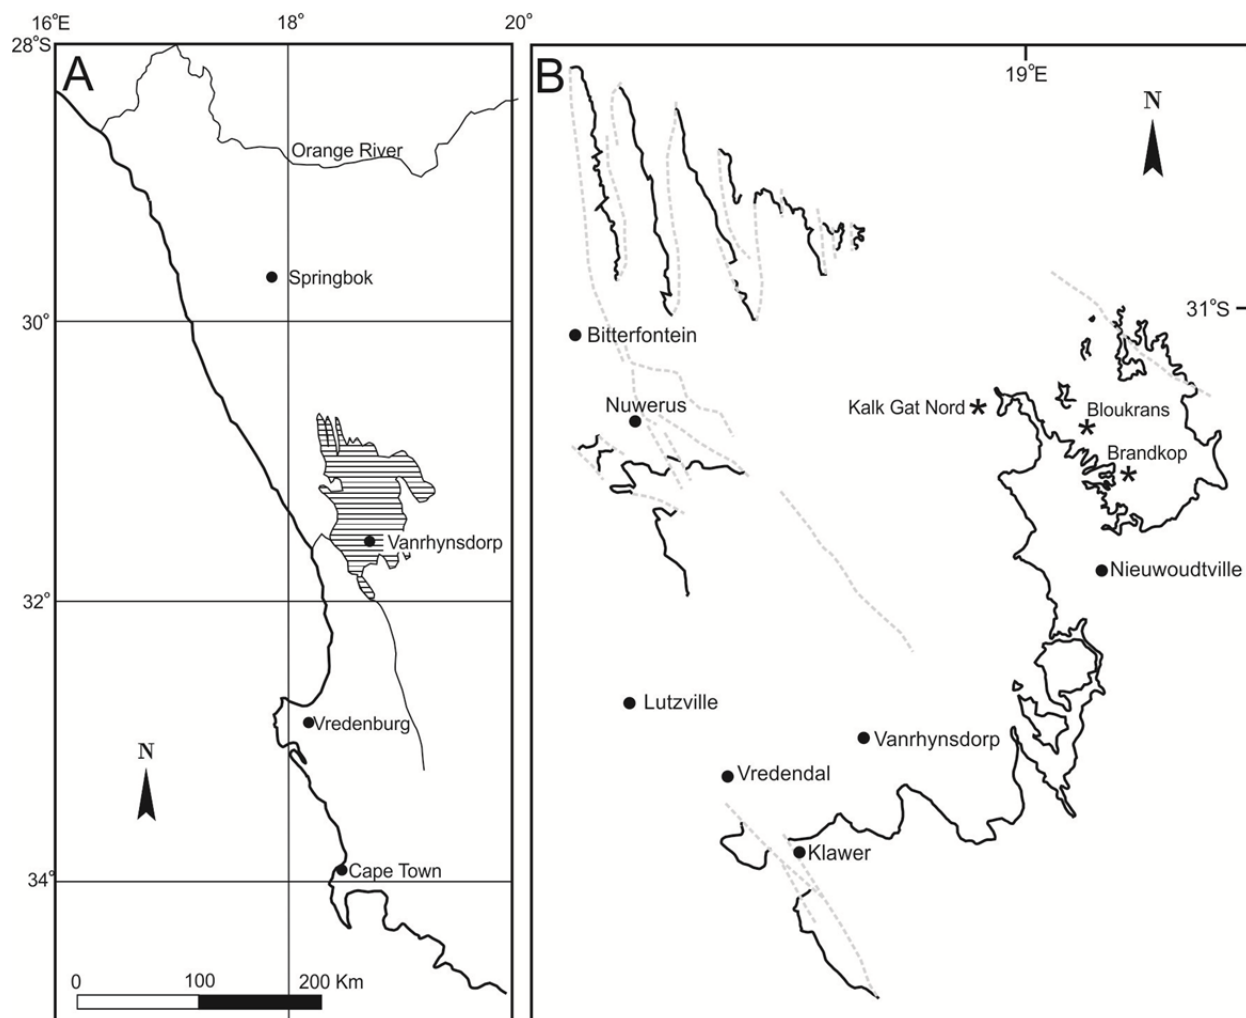 16°E 18° 20°
28°S
A
Orange River
Springbok
30°
Vanrhynsdorp
32°
Vredenburg
N
Cape Town
34°
0 100 200 Km
B
19°E
N
31°S
Bitterfontein
Nuwerus
Kalk Gat Nord *
Bloukrans
*
Brandkop
*
Nieuwoudtville
Lutzville
Vanrhynsdorp
Vredendal
Klawer